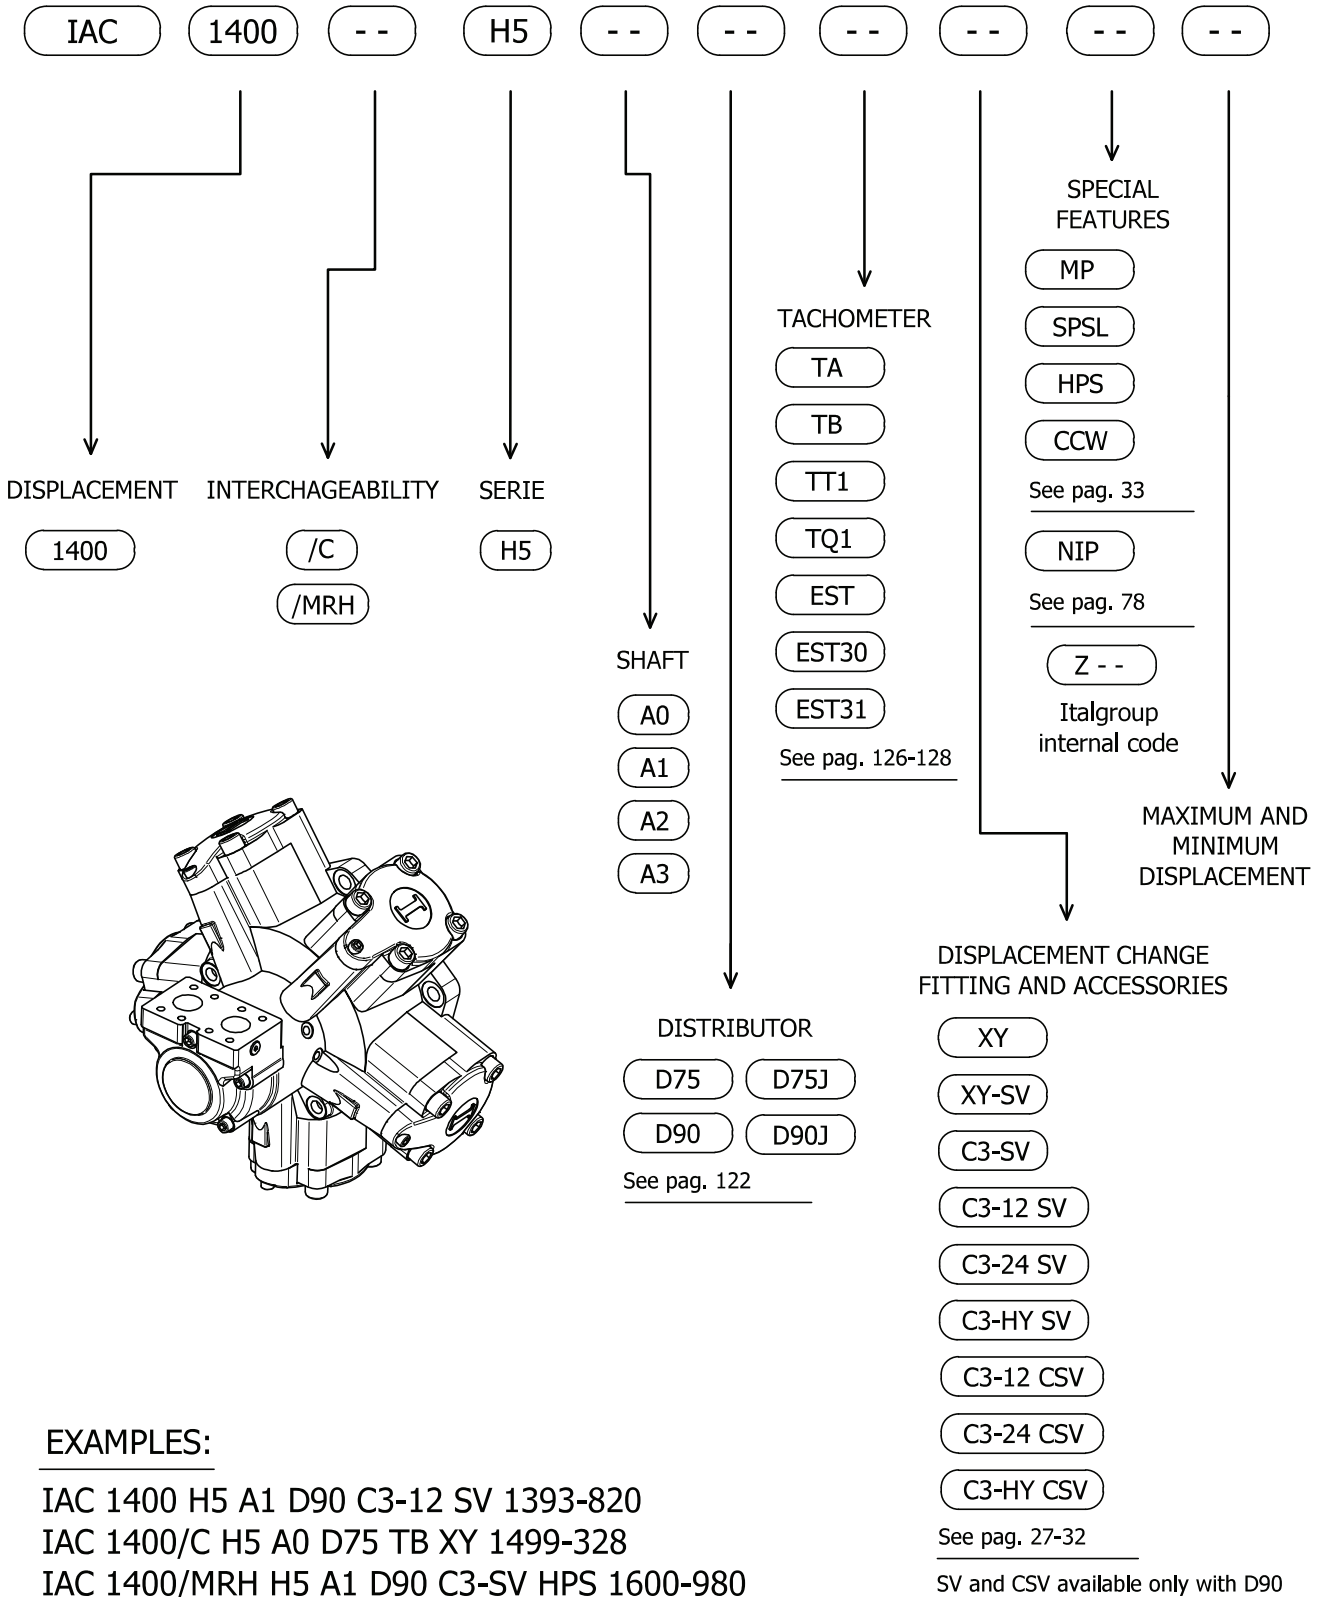 IAC 1400 - - H5 - - - - - - - - - - - -
DISPLACEMENT
1400
INTERCHAGEABILITY
/C
/MRH
SERIE
H5
SHAFT
A0
A1
A2
A3
DISTRIBUTOR
D75 D75J
D90 D90J
See pag. 122
TACHOMETER
TA
TB
TT1
TQ1
EST
EST30
EST31
See pag. 126-128
DISPLACEMENT CHANGE
FITTING AND ACCESSORIES
XY
XY-SV
C3-SV
C3-12 SV
C3-24 SV
C3-HY SV
C3-12 CSV
C3-24 CSV
C3-HY CSV
See pag. 27-32
SV and CSV available only with D90
SPECIAL
FEATURES
MP
SPSL
HPS
CCW
See pag. 33
NIP
See pag. 78
Z - -
Italgroup
internal code
MAXIMUM AND
MINIMUM
DISPLACEMENT
EXAMPLES:
IAC 1400 H5 A1 D90 C3-12 SV 1393-820
IAC 1400/C H5 A0 D75 TB XY 1499-328
IAC 1400/MRH H5 A1 D90 C3-SV HPS 1600-980